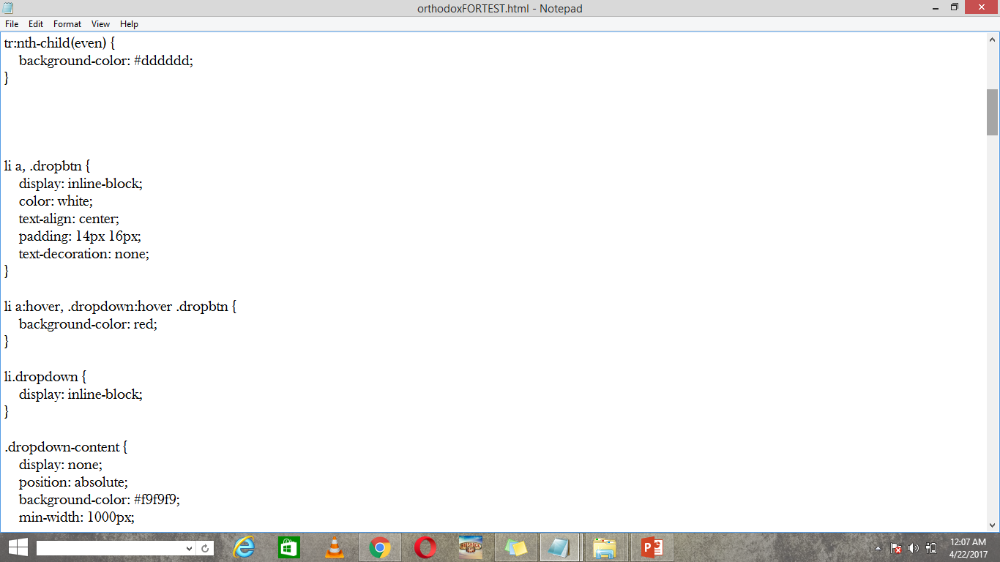 orthodoxFORTEST.html - Notepad
File Edit Format View Help
tr:nth-child(even) {
    background-color: #dddddd;
}
li a, .dropbtn {
    display: inline-block;
    color: white;
    text-align: center;
    padding: 14px 16px;
    text-decoration: none;
}
li a:hover, .dropdown:hover .dropbtn {
    background-color: red;
}
li.dropdown {
    display: inline-block;
}
.dropdown-content {
    display: none;
    position: absolute;
    background-color: #f9f9f9;
    min-width: 1000px;
12:07 AM
4/22/2017